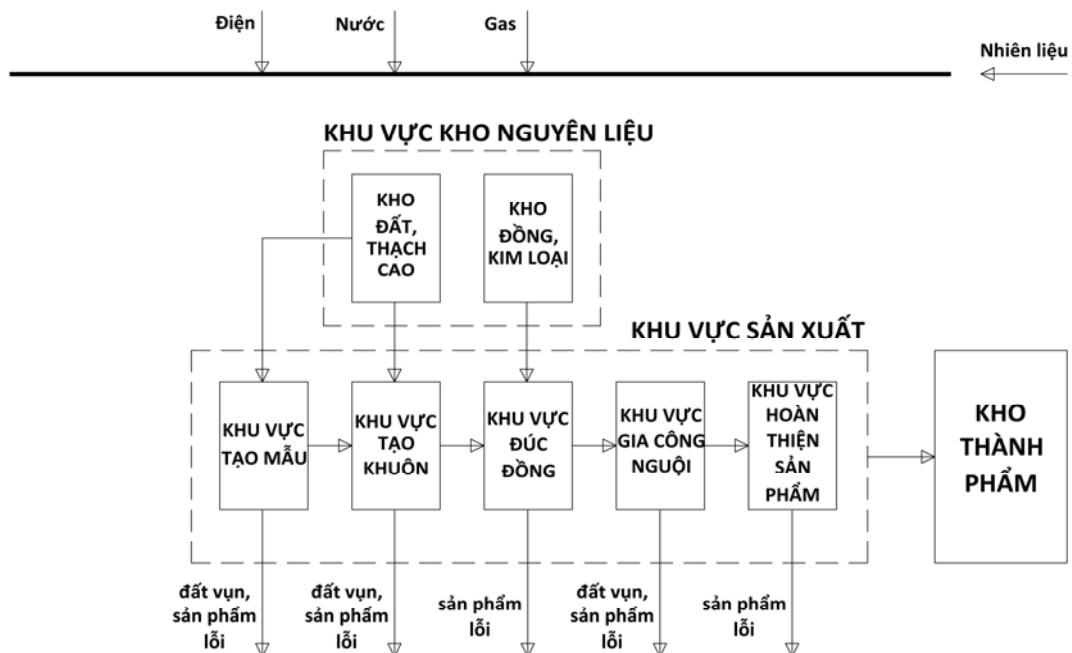 Điện
Nước
Gas
Nhiên liệu
KHU VỰC KHO NGUYÊN LIỆU
KHO
ĐẤT,
THẠCH
CAO
KHO
ĐỒNG,
KIM LOẠI
KHU VỰC SẢN XUẤT
KHU VỰC
TẠO MẪU
KHU VỰC
TẠO
KHUÔN
KHU VỰC
ĐÚC
ĐỒNG
KHU VỰC
GIA CÔNG
NGUỘI
KHU VỰC
HOÀN
THIỆN
SẢN
PHẨM
KHO
THÀNH
PHẨM
đất vụn,
sản phẩm
lỗi
đất vụn,
sản phẩm
lỗi
sản phẩm
lỗi
đất vụn,
sản phẩm
lỗi
sản phẩm
lỗi